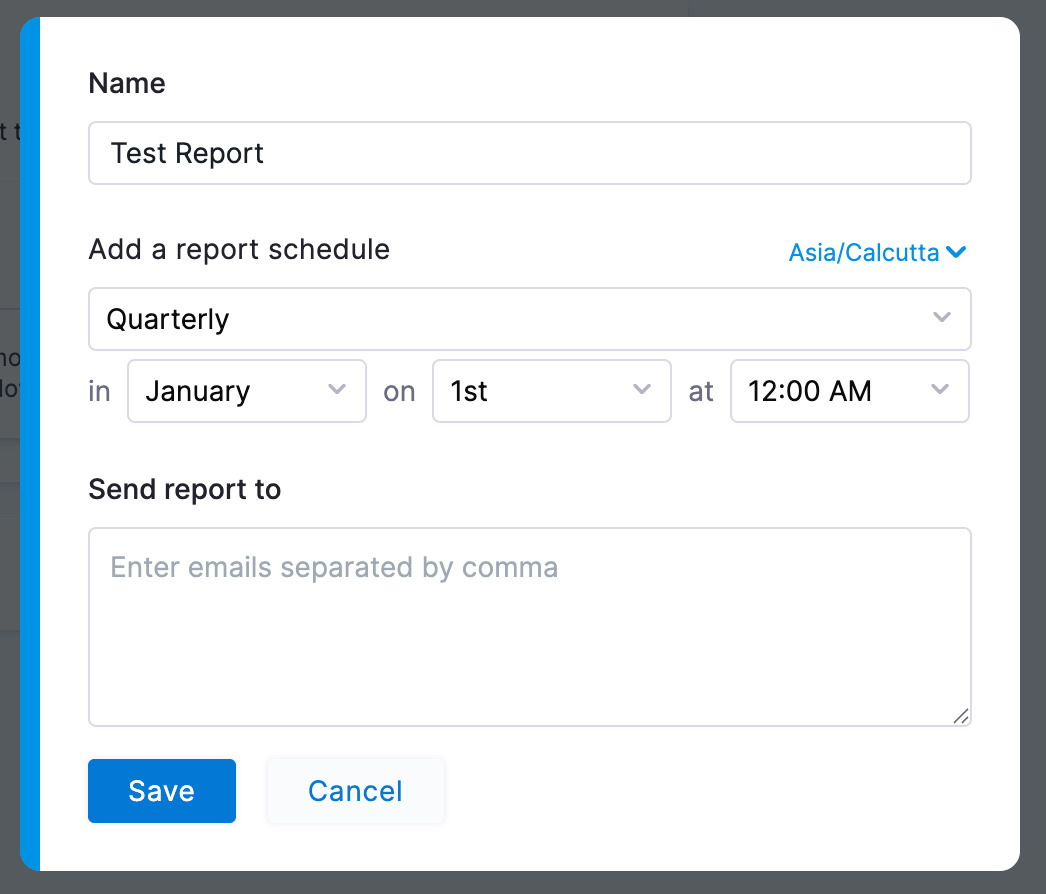 Name
Test Report
Add a report schedule
Asia/Calcutta
Quarterly
in January on 1st at 12:00 AM
Send report to
Enter emails separated by comma
Save Cancel